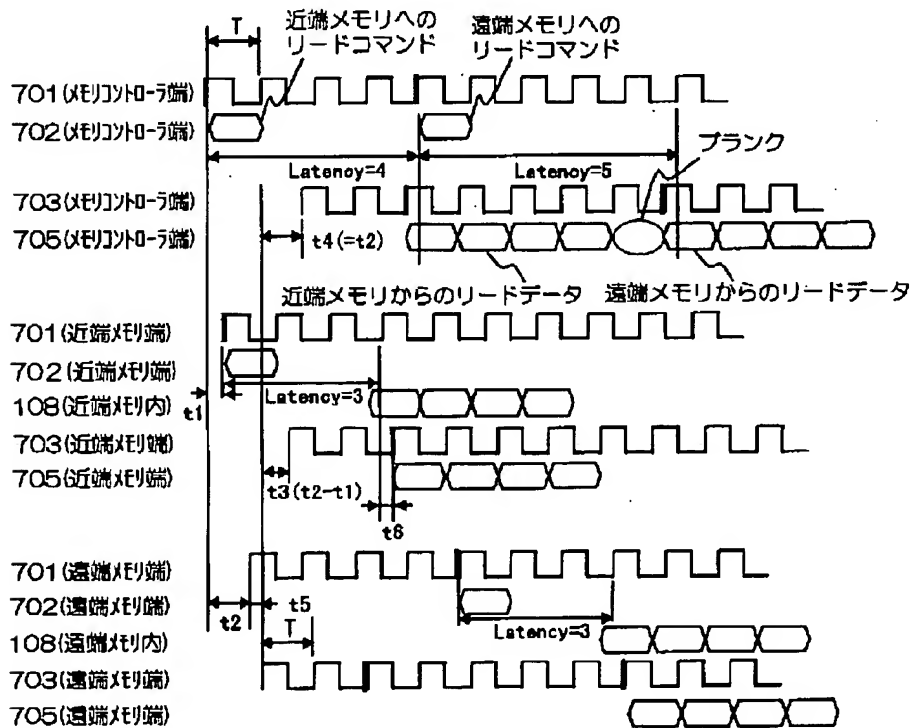 T
近端メモリへの
リードコマンド
遠端メモリへの
リードコマンド
701(メモリコントローラ端)
702(メモリコントローラ端)
ブランク
Latency=4
Latency=5
703(メモリコントローラ端)
705(メモリコントローラ端)
t4(=t2)
近端メモリからのリードデータ
遠端メモリからのリードデータ
701(近端メモリ端)
702(近端メモリ端)
Latency=3
t1
108(近端メモリ内)
703(近端メモリ端)
705(近端メモリ端)
t3(t2-t1)
t6
701(遠端メモリ端)
702(遠端メモリ端)
t2
t5
Latency=3
108(遠端メモリ内)
T
703(遠端メモリ端)
705(遠端メモリ端)